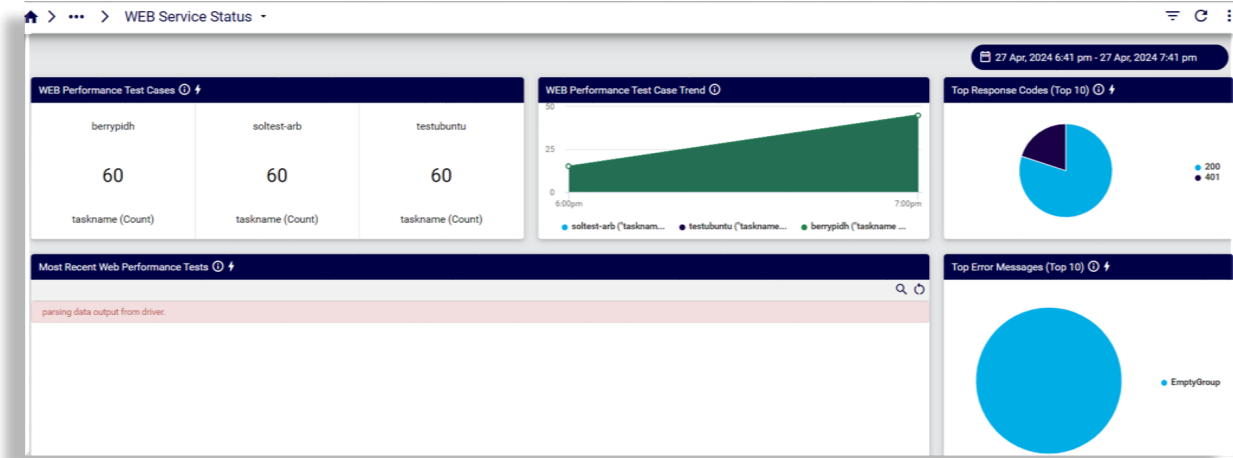 WEB Service Status
27 Apr, 2024 6:41 pm - 27 Apr, 2024 7:41 pm
WEB Performance Test Cases
berrypidh
60
taskname (Count)
soltest-arb
60
taskname (Count)
testubuntu
60
taskname (Count)
WEB Performance Test Case Trend
50
25
0
6:00pm 7:00pm
soltest-arb ("tasknam... testubuntu ("taskname... berrypidh ("taskname ...
Top Response Codes (Top 10)
200
401
Most Recent Web Performance Tests
parsing data output from driver.
Top Error Messages (Top 10)
EmptyGroup